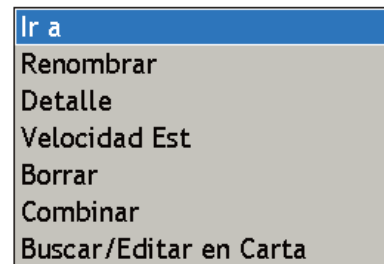 Ir a
Renombrar
Detalle
Velocidad Est
Borrar
Combinar
Buscar/Editar en Carta